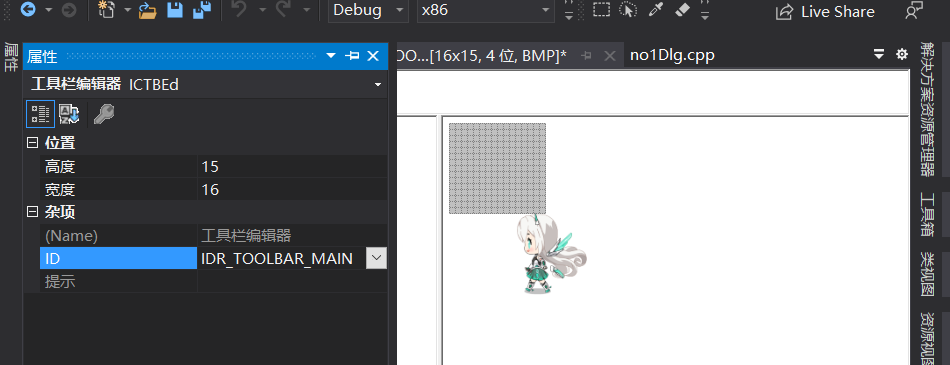 Debug
x86
Live Share
属性
属性
工具栏编辑器 ICTBEd
位置
高度 15
宽度 16
杂项
(Name) 工具栏编辑器
ID IDR_TOOLBAR_MAIN
提示
OO...[16x15, 4 位, BMP]*
no1Dlg.cpp
解决方案资源管理器
工具箱
类视图
资源视图